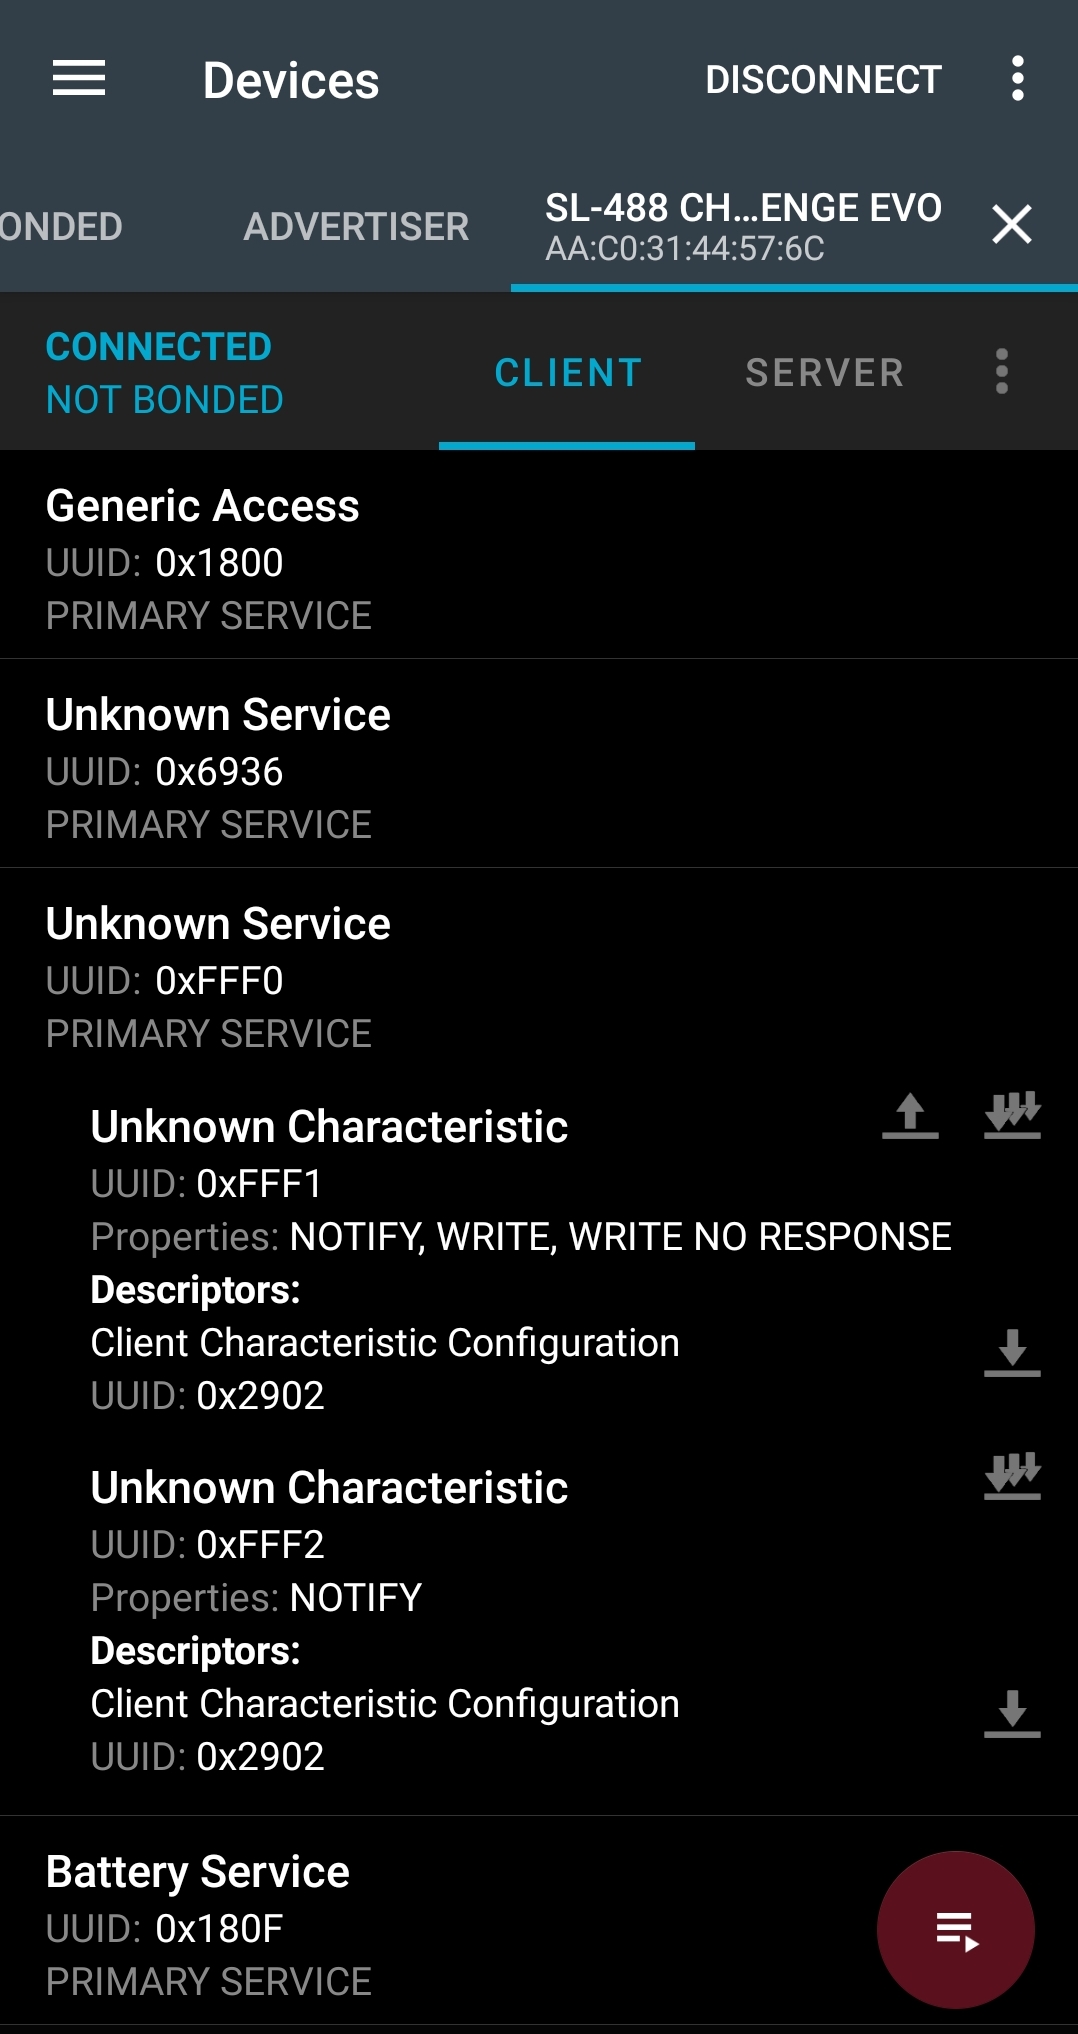 Devices
DISCONNECT
ONDED
ADVERTISER
SL-488 CH...ENGE EVO
AA:C0:31:44:57:6C
CONNECTED
NOT BONDED
CLIENT
SERVER
Generic Access
UUID: 0x1800
PRIMARY SERVICE
Unknown Service
UUID: 0x6936
PRIMARY SERVICE
Unknown Service
UUID: 0xFFF0
PRIMARY SERVICE
Unknown Characteristic
UUID: 0xFFF1
Properties: NOTIFY, WRITE, WRITE NO RESPONSE
Descriptors:
Client Characteristic Configuration
UUID: 0x2902
Unknown Characteristic
UUID: 0xFFF2
Properties: NOTIFY
Descriptors:
Client Characteristic Configuration
UUID: 0x2902
Battery Service
UUID: 0x180F
PRIMARY SERVICE